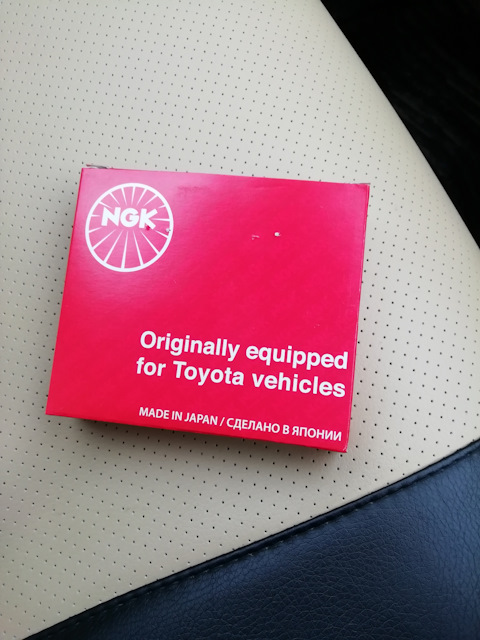 NGK
Originally equipped
for Toyota vehicles
MADE IN JAPAN / СДЕЛАНО В ЯПОНИИ